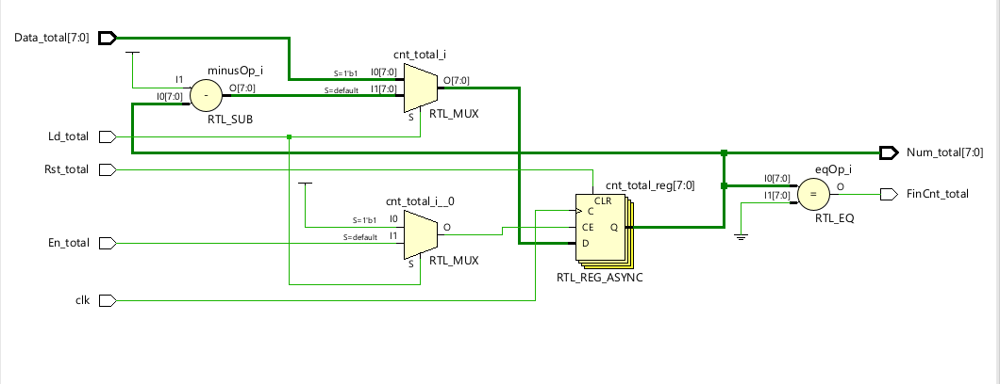 Data_total[7:0]
cnt_total_i
minusOp_i
S=1'b1
I0[7:0]
I1
O[7:0]
O[7:0]
S=default
I1[7:0]
I0[7:0]
-
S
RTL_MUX
RTL_SUB
Ld_total
Num_total[7:0]
Rst_total
eqOp_i
cnt_total_reg[7:0]
I0[7:0]
O
=
FinCnt_total
I1[7:0]
cnt_total_i__0
CLR
C
RTL_EQ
S=1'b1
I0
O
CE
Q
S=default
I1
En_total
D
S
RTL_MUX
RTL_REG_ASYNC
clk